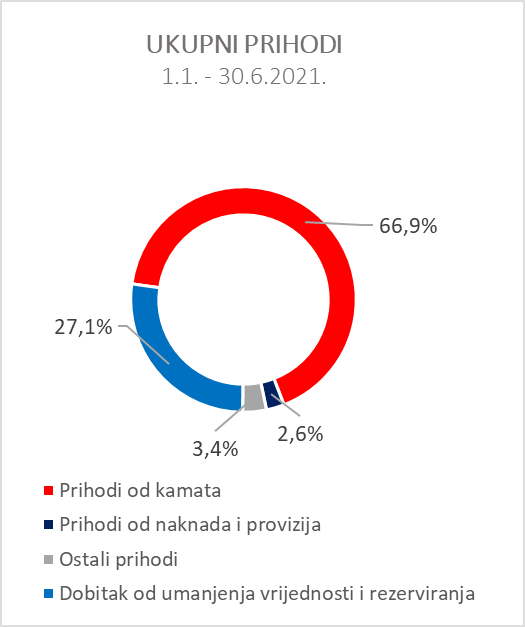 UKUPNI PRIHODI
1.1. - 30.6.2021.
66,9%
27,1%
2,6%
3,4%
Prihodi od kamata
Prihodi od naknada i provizija
Ostali prihodi
Dobitak od umanjenja vrijednosti i rezerviranja